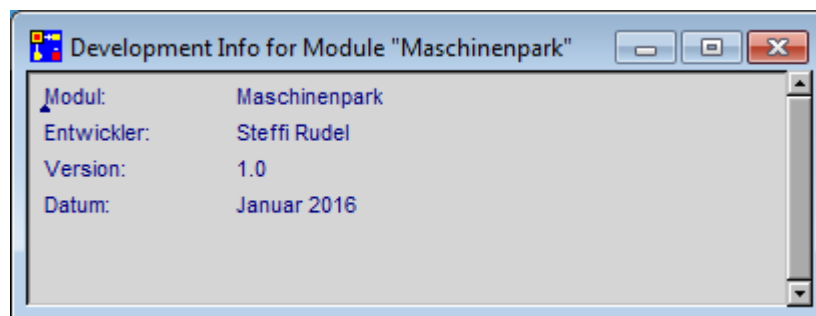 Development Info for Module "Maschinenpark"
Modul: Maschinenpark
Entwickler: Steffi Rudel
Version: 1.0
Datum: Januar 2016